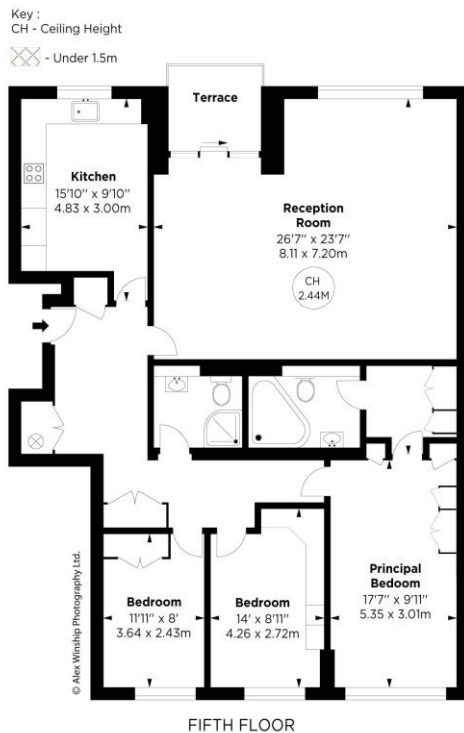 Key :
CH - Ceiling Height
- Under 1.5m
Terrace
Kitchen
15'10'' x 9'10''
4.83 x 3.00m
Reception
Room
26'7'' x 23'7''
8.11 x 7.20m
CH
2.44M
Bedroom
11'11'' x 8'
3.64 x 2.43m
Bedroom
14' x 8'11''
4.26 x 2.72m
Principal
Bedoom
17'7'' x 9'11''
5.35 x 3.01m
© Alex Winship Photography Ltd.
FIFTH FLOOR